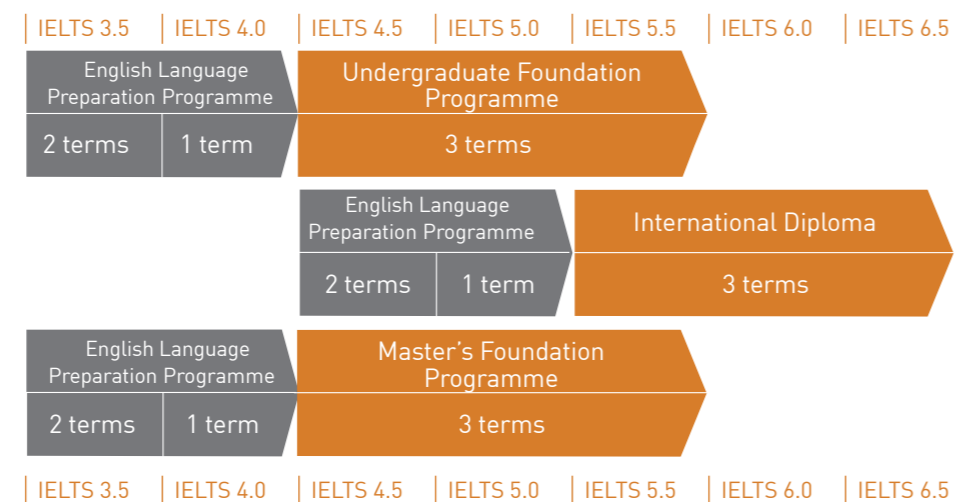 IELTS 3.5 IELTS 4.0 IELTS 4.5 IELTS 5.0 IELTS 5.5 IELTS 6.0 IELTS 6.5
English Language
Preparation Programme
Undergraduate Foundation
Programme
2 terms 1 term 3 terms
English Language
Preparation Programme
International Diploma
2 terms 1 term 3 terms
English Language
Preparation Programme
Master’s Foundation
Programme
2 terms 1 term 3 terms
IELTS 3.5 IELTS 4.0 IELTS 4.5 IELTS 5.0 IELTS 5.5 IELTS 6.0 IELTS 6.5